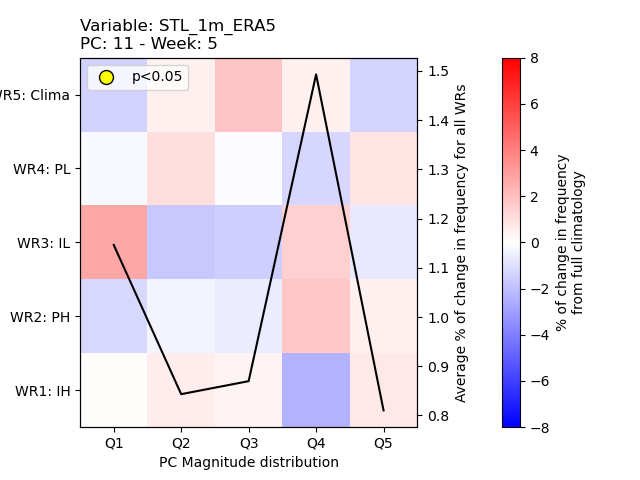 Variable: STL_1m_ERA5
PC: 11 - Week: 5
p<0.05
WR5: Clima
WR4: PL
WR3: IL
WR2: PH
WR1: IH
Q1 Q2 Q3 Q4 Q5
PC Magnitude distribution
1.5
1.4
1.3
1.2
1.1
1.0
0.9
0.8
Average % of change in frequency for all WRs
8
6
4
2
0
−2
−4
−6
−8
% of change in frequency
from full climatology